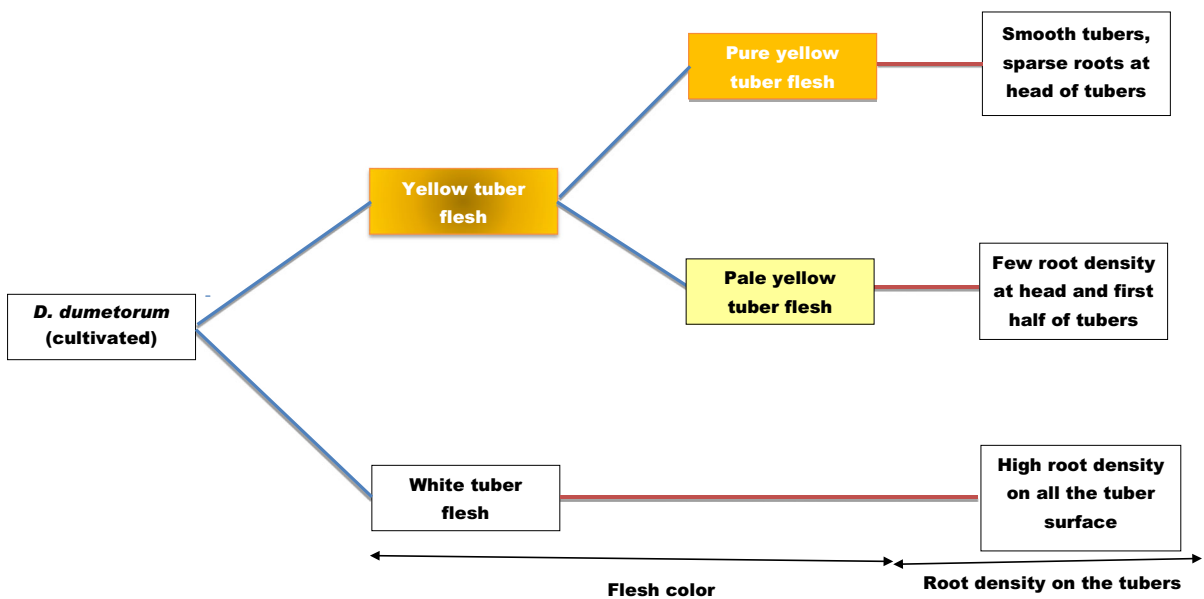 Smooth tubers,
sparse roots at
head of tubers
Pure yellow
tuber flesh
Yellow tuber
flesh
Few root density
at head and first
half of tubers
Pale yellow
tuber flesh
D. dumetorum
(cultivated)
High root density
on all the tuber
surface
White tuber
flesh
Flesh color
Root density on the tubers